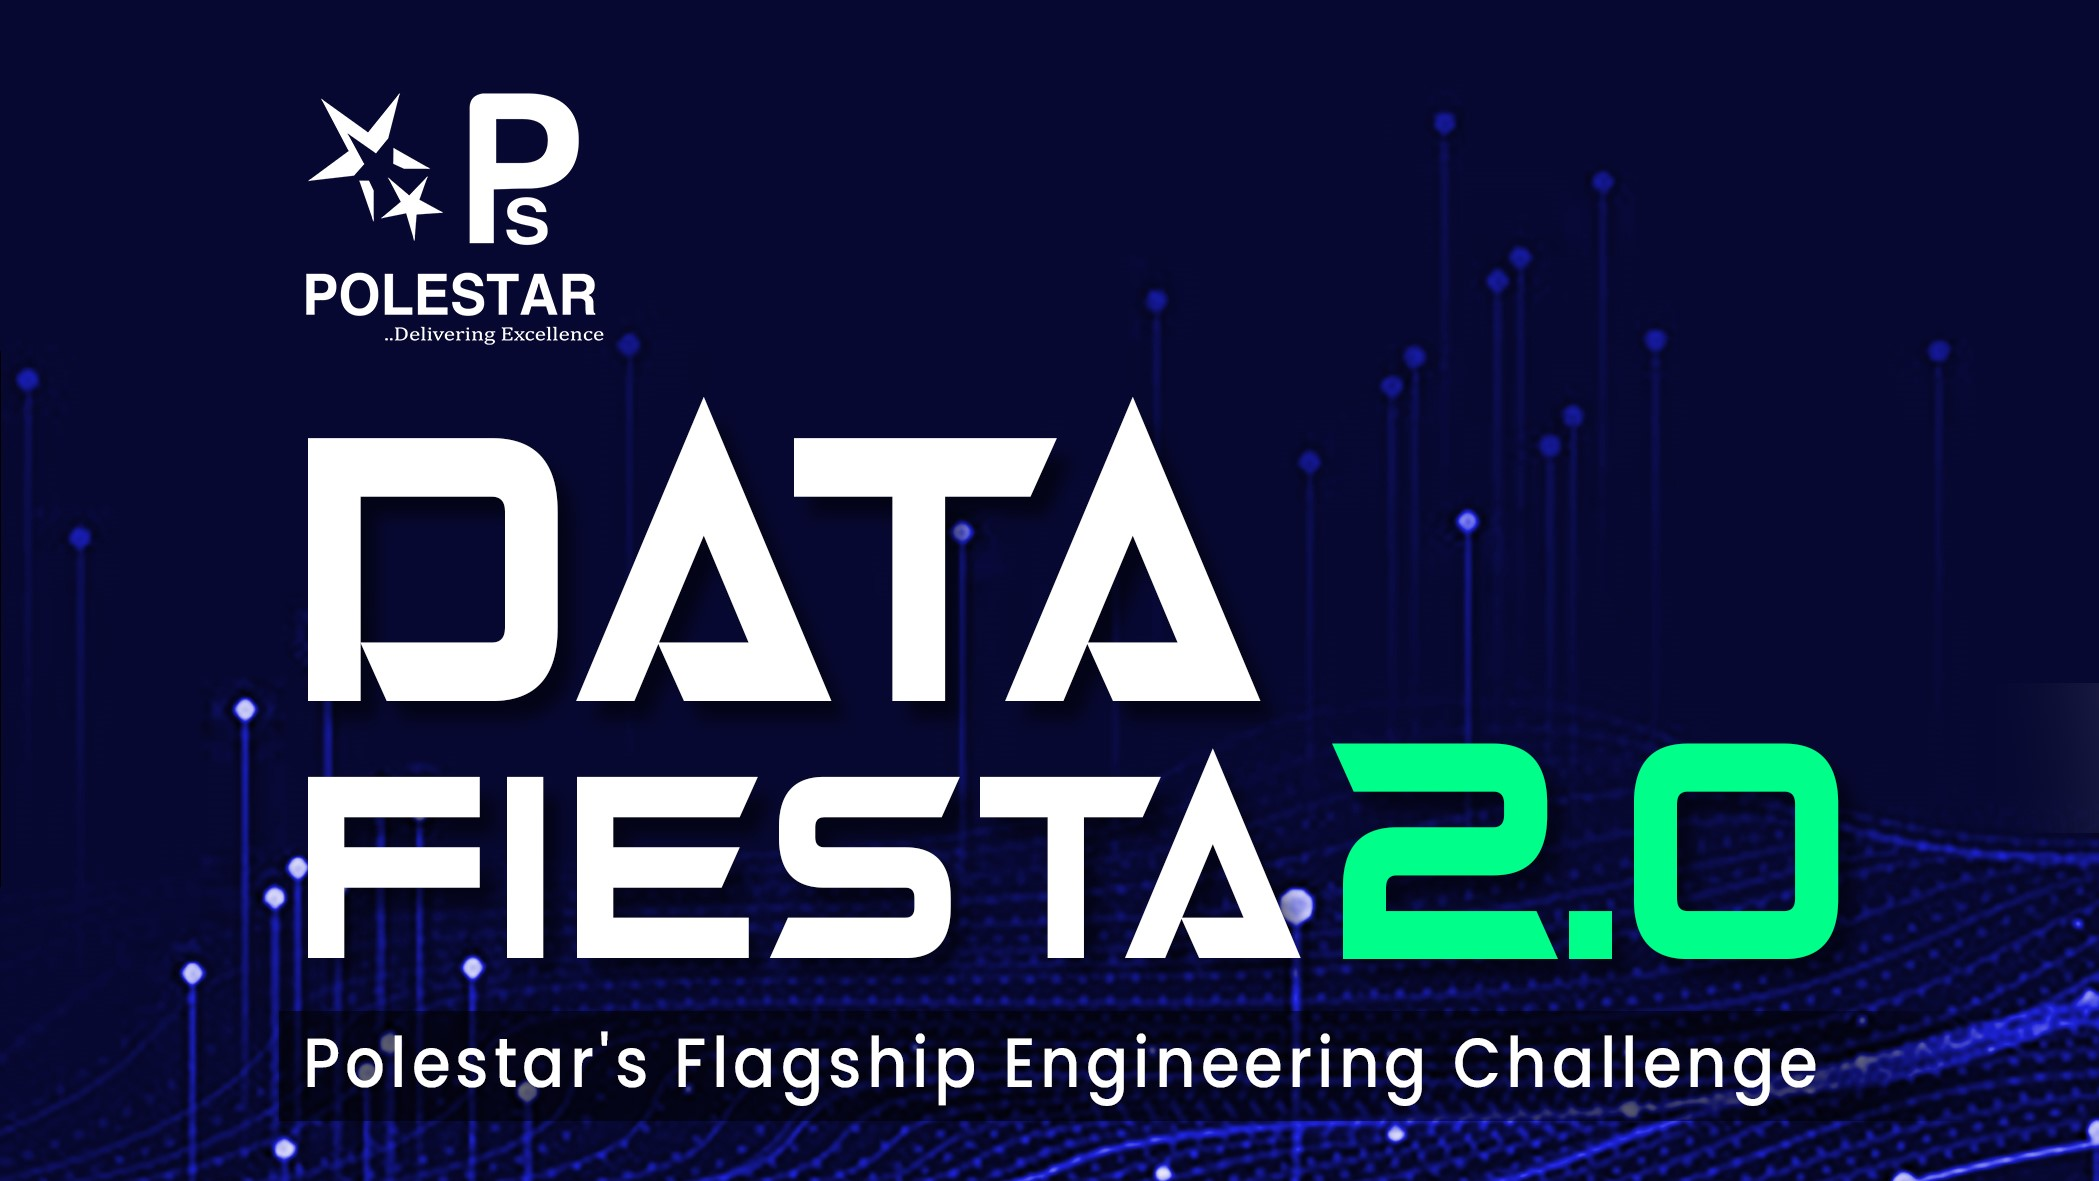 Ps
POLESTAR
..Delivering Excellence
DATA
FIESTA 2.0
Polestar's Flagship Engineering Challenge